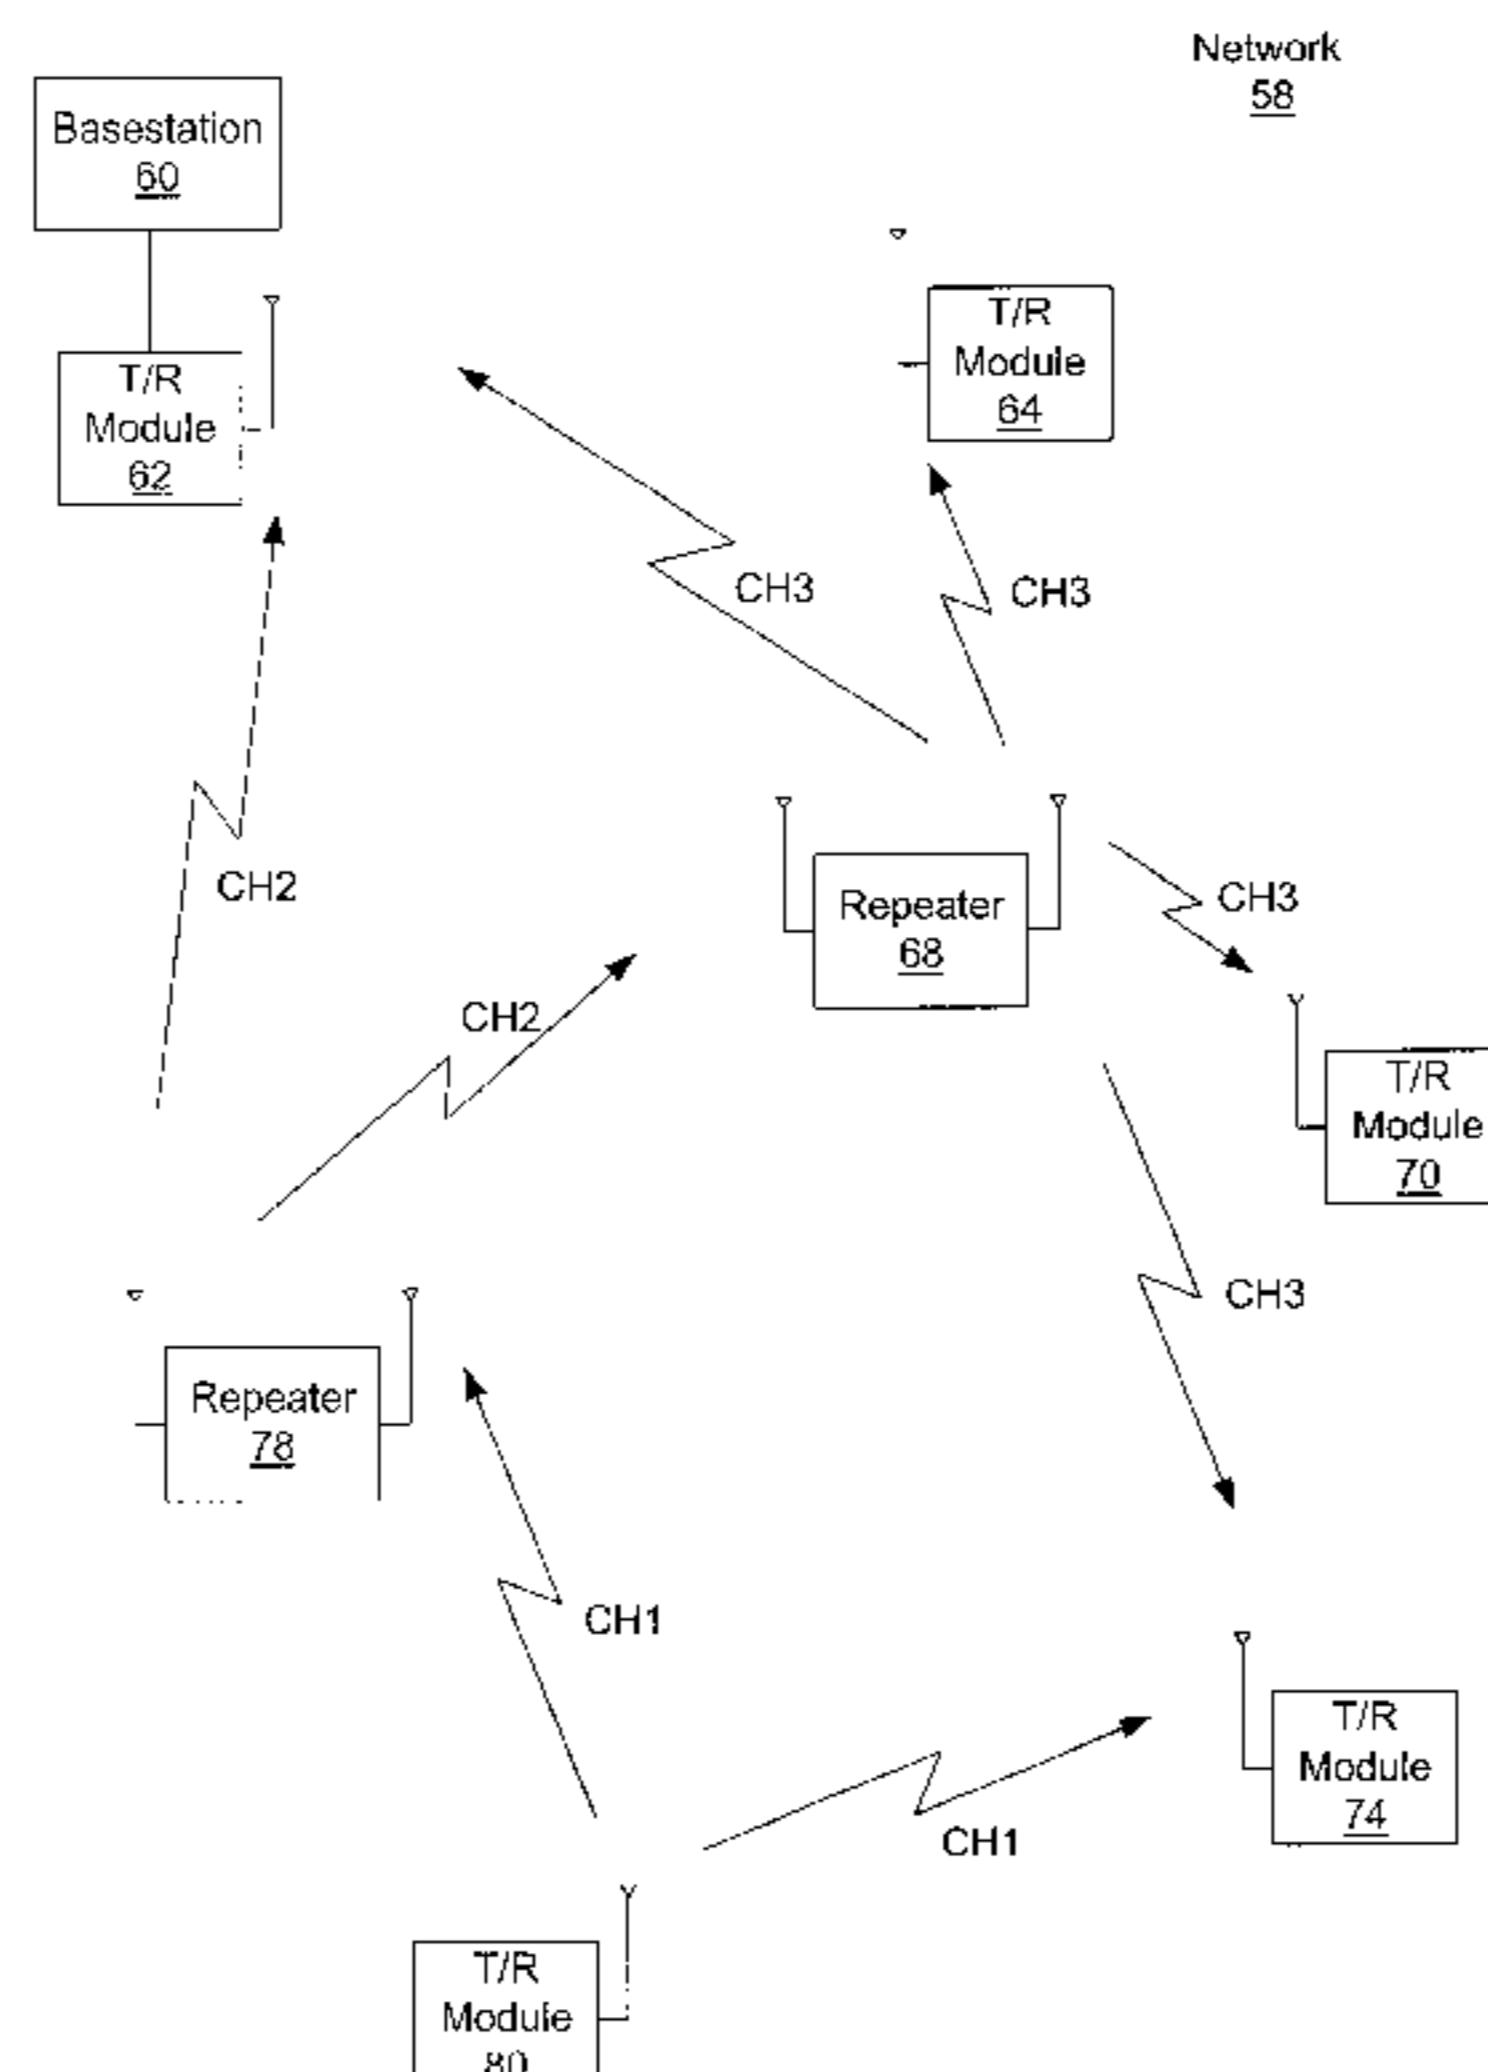 Network
58
Basestation
60
T/R
Module
62
T/R
Module
64
CH3
CH3
CH2
Repeater
68
CH3
CH2
T/R
Module
70
CH3
Repeater
78
CH1
T/R
Module
74
CH1
T/R
Module
80